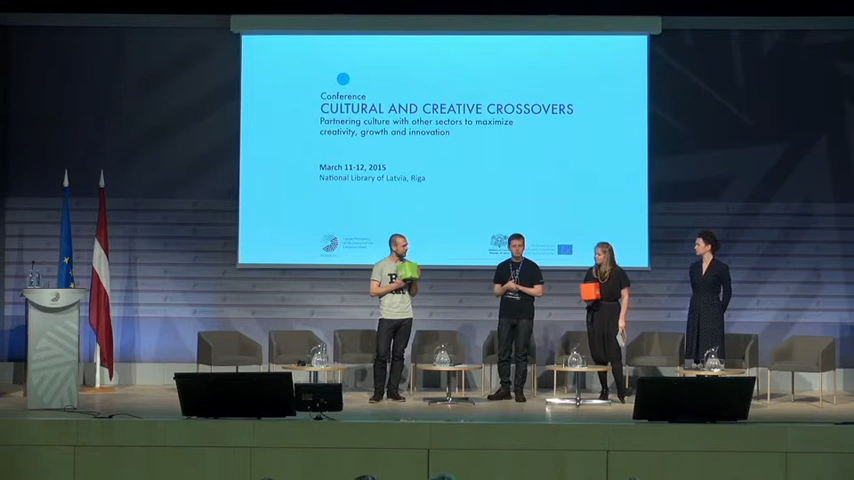 Conference
CULTURAL AND CREATIVE CROSSOVERS
Partnering culture with other sectors to maximize
creativity, growth and innovation
March 11-12, 2015
National Library of Latvia, Riga